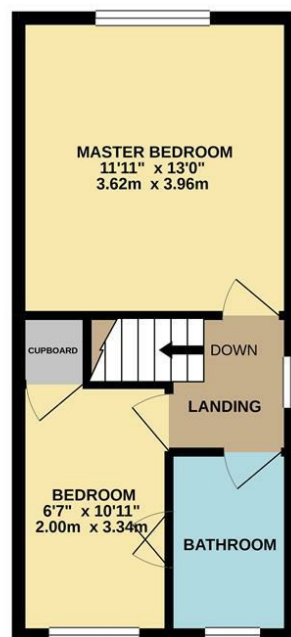 MASTER BEDROOM
11'11" x 13'0"
3.62m x 3.96m
CUPBOARD
DOWN
LANDING
BEDROOM
6'7" x 10'11"
2.00m x 3.34m
BATHROOM